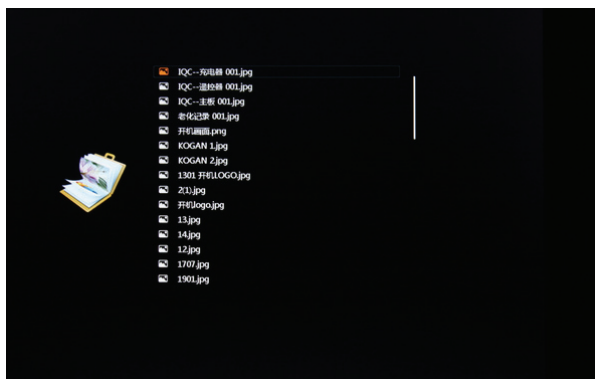 IQC--充电器 001.jpg
IQC--遥控器 001.jpg
IQC--主板 001.jpg
老化记录 001.jpg
开机画面.png
KOGAN 1.jpg
KOGAN 2.jpg
1301 开机LOGO.jpg
2(1).jpg
开机logo.jpg
13.jpg
14.jpg
12.jpg
1707.jpg
1901.jpg